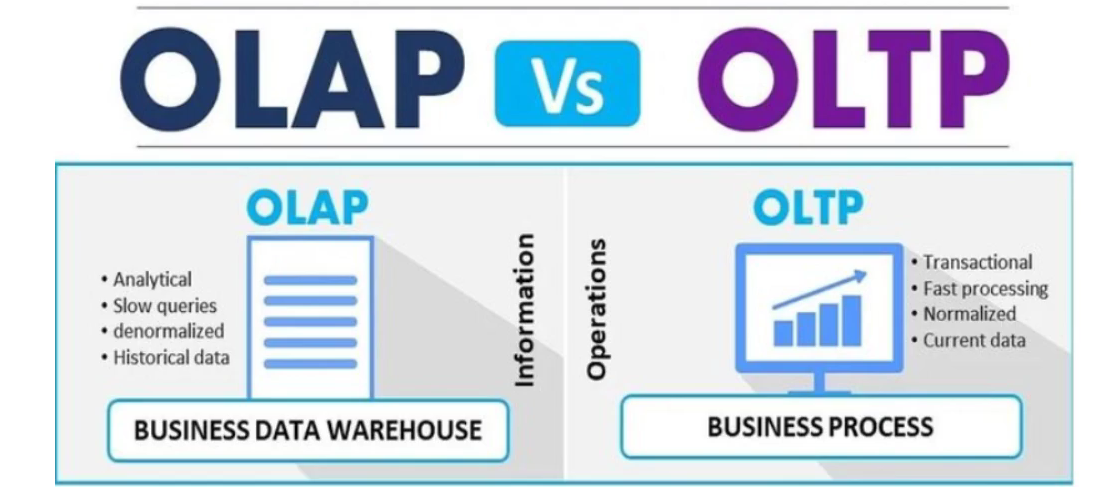 OLAP Vs OLTP
OLAP
• Analytical
• Slow queries
• denormalized
• Historical data
Information
BUSINESS DATA WAREHOUSE
Operations
OLTP
• Transactional
• Fast processing
• Normalized
• Current data
BUSINESS PROCESS